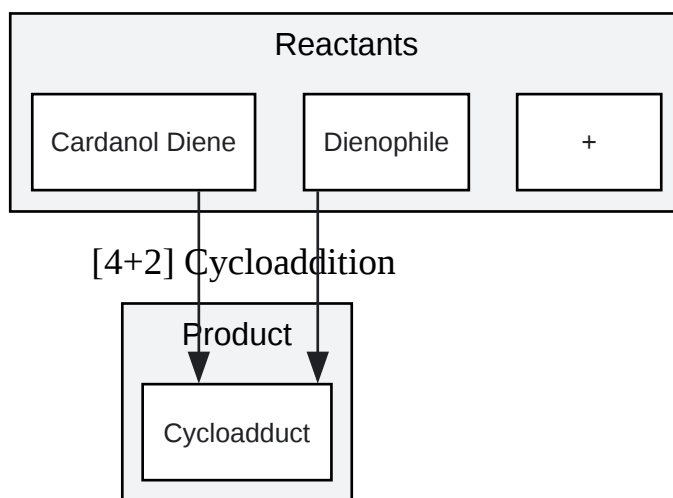 Reactants
Cardanol Diene
Dienophile
+
[4+2] Cycloaddition
Product
Cycloadduct